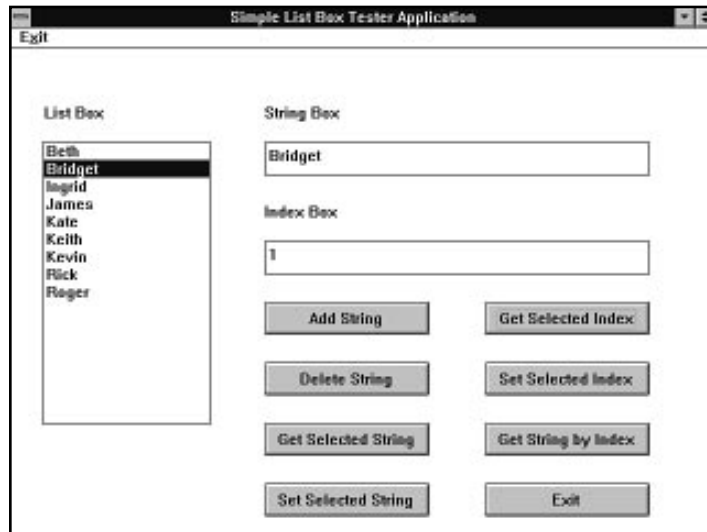 Simple List Box Tester Application
Exit
List Box
String Box
Beth
Bridget
Ingrid
James
Kate
Keith
Kevin
Rick
Roger
Bridget
Index Box
1
Add String
Get Selected Index
Delete String
Set Selected Index
Get Selected String
Get String by Index
Set Selected String
Exit